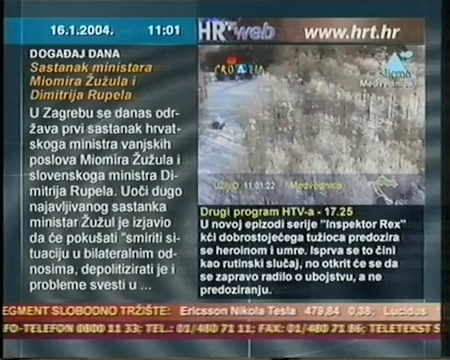 16.1.2004.
11:01
HRT web
www.hrt.hr
DOGAĐAJ DANA
Sastanak ministara
Miomira Žužula i
Dimitrija Rupela
U Zagrebu se danas odr-
žava prvi sastanak hrvat-
skoga ministra vanjskih
poslova Miomira Žužul i
slovenskoga ministra Di-
mitrija Rupela. Uoči dugo
najavljivanog sastanka
ministar Žužul je izjavio
da će pokušati "smiriti si-
tuaciju u bilateralnim od-
nosima, depolitizirati je i
probleme svesti u ...
CROATIA
sljeme
Medvednica
UŽIVO 11:01:22 Medvednica
Drugi program HTV-a - 17.25
U novoj epizodi serije "Inspektor Rex"
kći dobrostojećega tužioca predozira
se heroinom i umre. Isprva se to čini
kao rutinski slučaj, no otkrit će se da
se zapravo radilo o ubojstvu, a ne
predoziranju.
EGMENT SLOBODNO TRŽIŠTE: Ericsson Nikola Tesla 479,84 0,38; Lucidus
FO-TELEFON 0800 11 33; TEL.: 01/480 71 11; FAX: 01/480 71 86; TELETEKST S